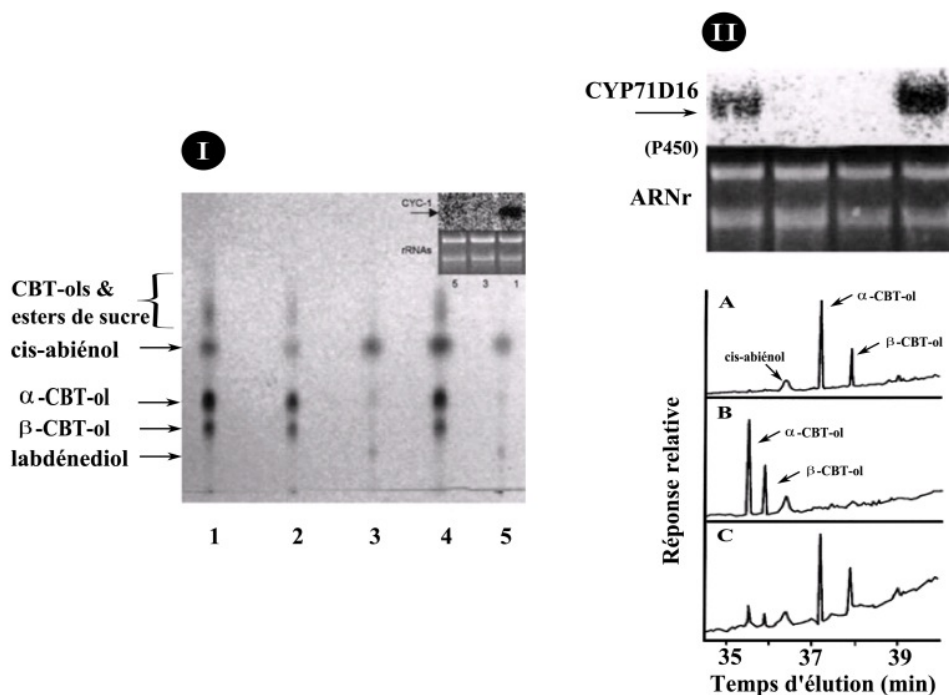 I
CYC-1
rRNAs
5 3 1
CBT-ols &
esters de sucre
cis-abiénol
α-CBT-ol
β-CBT-ol
labdénediol
1 2 3 4 5
II
CYP71D16
(P450)
ARNr
A
α-CBT-ol
β-CBT-ol
cis-abiénol
B
α-CBT-ol
β-CBT-ol
C
Réponse relative
35 37 39
Temps d'élution (min)